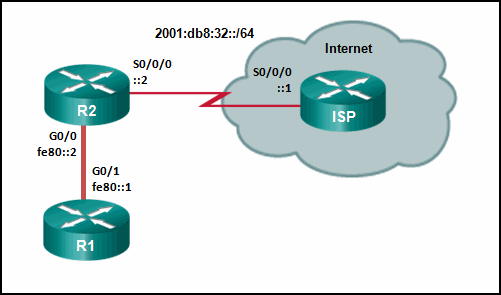 2001:db8:32::/64
Internet
S0/0/0
::2
S0/0/0
::1
R2
ISP
G0/0
fe80::2
G0/1
fe80::1
R1